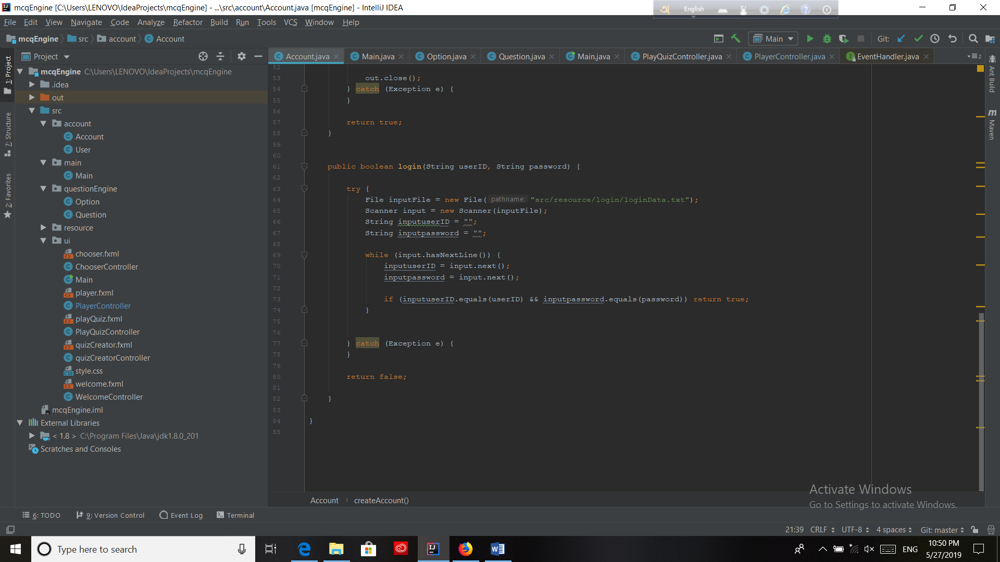 mcqEngine [C:\Users\LENOVO\IdeaProjects\mcqEngine] - ...\src\account\Account.java [mcqEngine] - IntelliJ IDEA
English
File Edit View Navigate Code Analyze Refactor Build Run Tools VCS Window Help
mcqEngine src account Account
Main Git:
Project
Account.java Main.java Option.java Question.java Main.java PlayQuizController.java PlayerController.java EventHandler.java 2
1: Project
7: Structure
2: Favorites
mcqEngine C:\Users\LENOVO\IdeaProjects\mcqEngine
.idea
out
src
account
Account
User
main
Main
questionEngine
Option
Question
resource
ui
chooser.fxml
ChooserController
Main
player.fxml
PlayerController
playQuiz.fxml
PlayQuizController
quizCreator.fxml
quizCreatorController
style.css
welcome.fxml
WelcomeController
mcqEngine.iml
External Libraries
< 1.8 > C:\Program Files\Java\jdk1.8.0_201
Scratches and Consoles
52
53 out.close();
54 } catch (Exception e) {
55 }
56
57 return true;
58 }
59
60
61 public boolean login(String userID, String password) {
62
63 try {
64 File inputFile = new File( pathname: "src/resource/login/loginData.txt");
65 Scanner input = new Scanner(inputFile);
66 String inputuserID = "";
67 String inputpassword = "";
68
69 while (input.hasNextLine()) {
70 inputuserID = input.next();
71 inputpassword = input.next();
72
73 if (inputuserID.equals(userID) && inputpassword.equals(password)) return true;
74 }
75
76
77 } catch (Exception e) {
78 }
79
80 return false;
81
82 }
83
84 }
85
Ant Build
m Maven
Activate Windows
Go to Settings to activate Windows.
Account createAccount()
6: TODO 9: Version Control Event Log Terminal
21:39 CRLF UTF-8 4 spaces Git: master
Type here to search
ENG
10:50 PM
5/27/2019